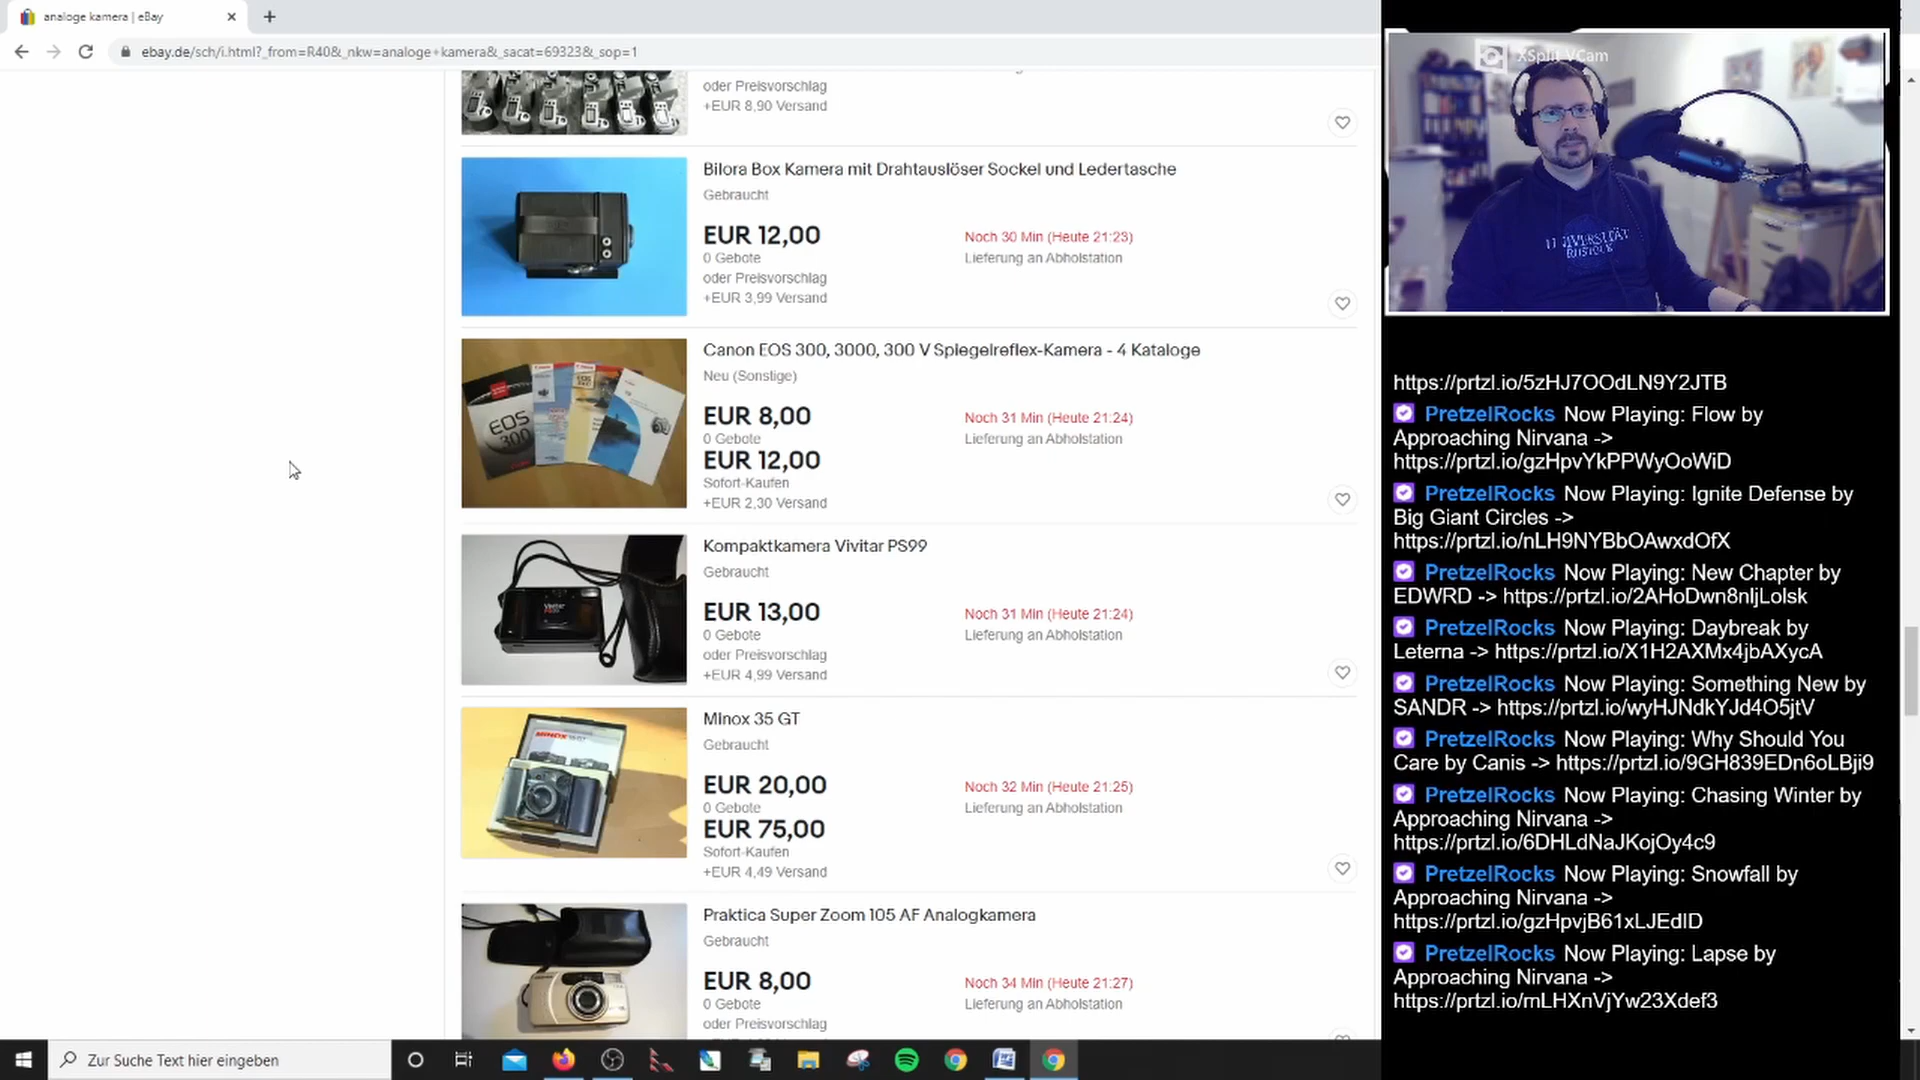 analoge kamera | eBay
ebay.de/sch/i.html?_from=R40&_nkw=analoge+kamera&_sacat=69323&_sop=1
oder Preisvorschlag
+EUR 8,90 Versand
Bilora Box Kamera mit Drahtauslöser Sockel und Ledertasche
Gebraucht
EUR 12,00
Noch 30 Min (Heute 21:23)
0 Gebote
Lieferung an Abholstation
oder Preisvorschlag
+EUR 3,99 Versand
Canon EOS 300, 3000, 300 V Spiegelreflex-Kamera - 4 Kataloge
Neu (Sonstige)
EUR 8,00
Noch 31 Min (Heute 21:24)
0 Gebote
Lieferung an Abholstation
EUR 12,00
Sofort-Kaufen
+EUR 2,30 Versand
EOS
300
Kompaktkamera Vivitar PS99
Gebraucht
EUR 13,00
Noch 31 Min (Heute 21:24)
0 Gebote
Lieferung an Abholstation
oder Preisvorschlag
+EUR 4,99 Versand
Vivitar
Minox 35 GT
Gebraucht
EUR 20,00
Noch 32 Min (Heute 21:25)
0 Gebote
Lieferung an Abholstation
EUR 75,00
Sofort-Kaufen
+EUR 4,49 Versand
MINOX
Praktica Super Zoom 105 AF Analogkamera
Gebraucht
EUR 8,00
Noch 34 Min (Heute 21:27)
0 Gebote
Lieferung an Abholstation
oder Preisvorschlag
Zur Suche Text hier eingeben
XSplit VCam
UNIVERSITÄT
ROSTOCK
https://prtzl.io/5zHJ7OOdLN9Y2JTB
PretzelRocks Now Playing: Flow by
Approaching Nirvana ->
https://prtzl.io/gzHpvYkPPWyOoWiD
PretzelRocks Now Playing: Ignite Defense by
Big Giant Circles ->
https://prtzl.io/nLH9NYBbOAwxdOfX
PretzelRocks Now Playing: New Chapter by
EDWRD -> https://prtzl.io/2AHoDwn8nIjLolsk
PretzelRocks Now Playing: Daybreak by
Leterna -> https://prtzl.io/X1H2AXMx4jbAXycA
PretzelRocks Now Playing: Something New by
SANDR -> https://prtzl.io/wyHJNdkYJd4O5jtV
PretzelRocks Now Playing: Why Should You
Care by Canis -> https://prtzl.io/9GH839EDn6oLBji9
PretzelRocks Now Playing: Chasing Winter by
Approaching Nirvana ->
https://prtzl.io/6DHLdNaJKojOy4c9
PretzelRocks Now Playing: Snowfall by
Approaching Nirvana ->
https://prtzl.io/gzHpvjB61xLJEdID
PretzelRocks Now Playing: Lapse by
Approaching Nirvana ->
https://prtzl.io/mLHXnVjYw23Xdef3